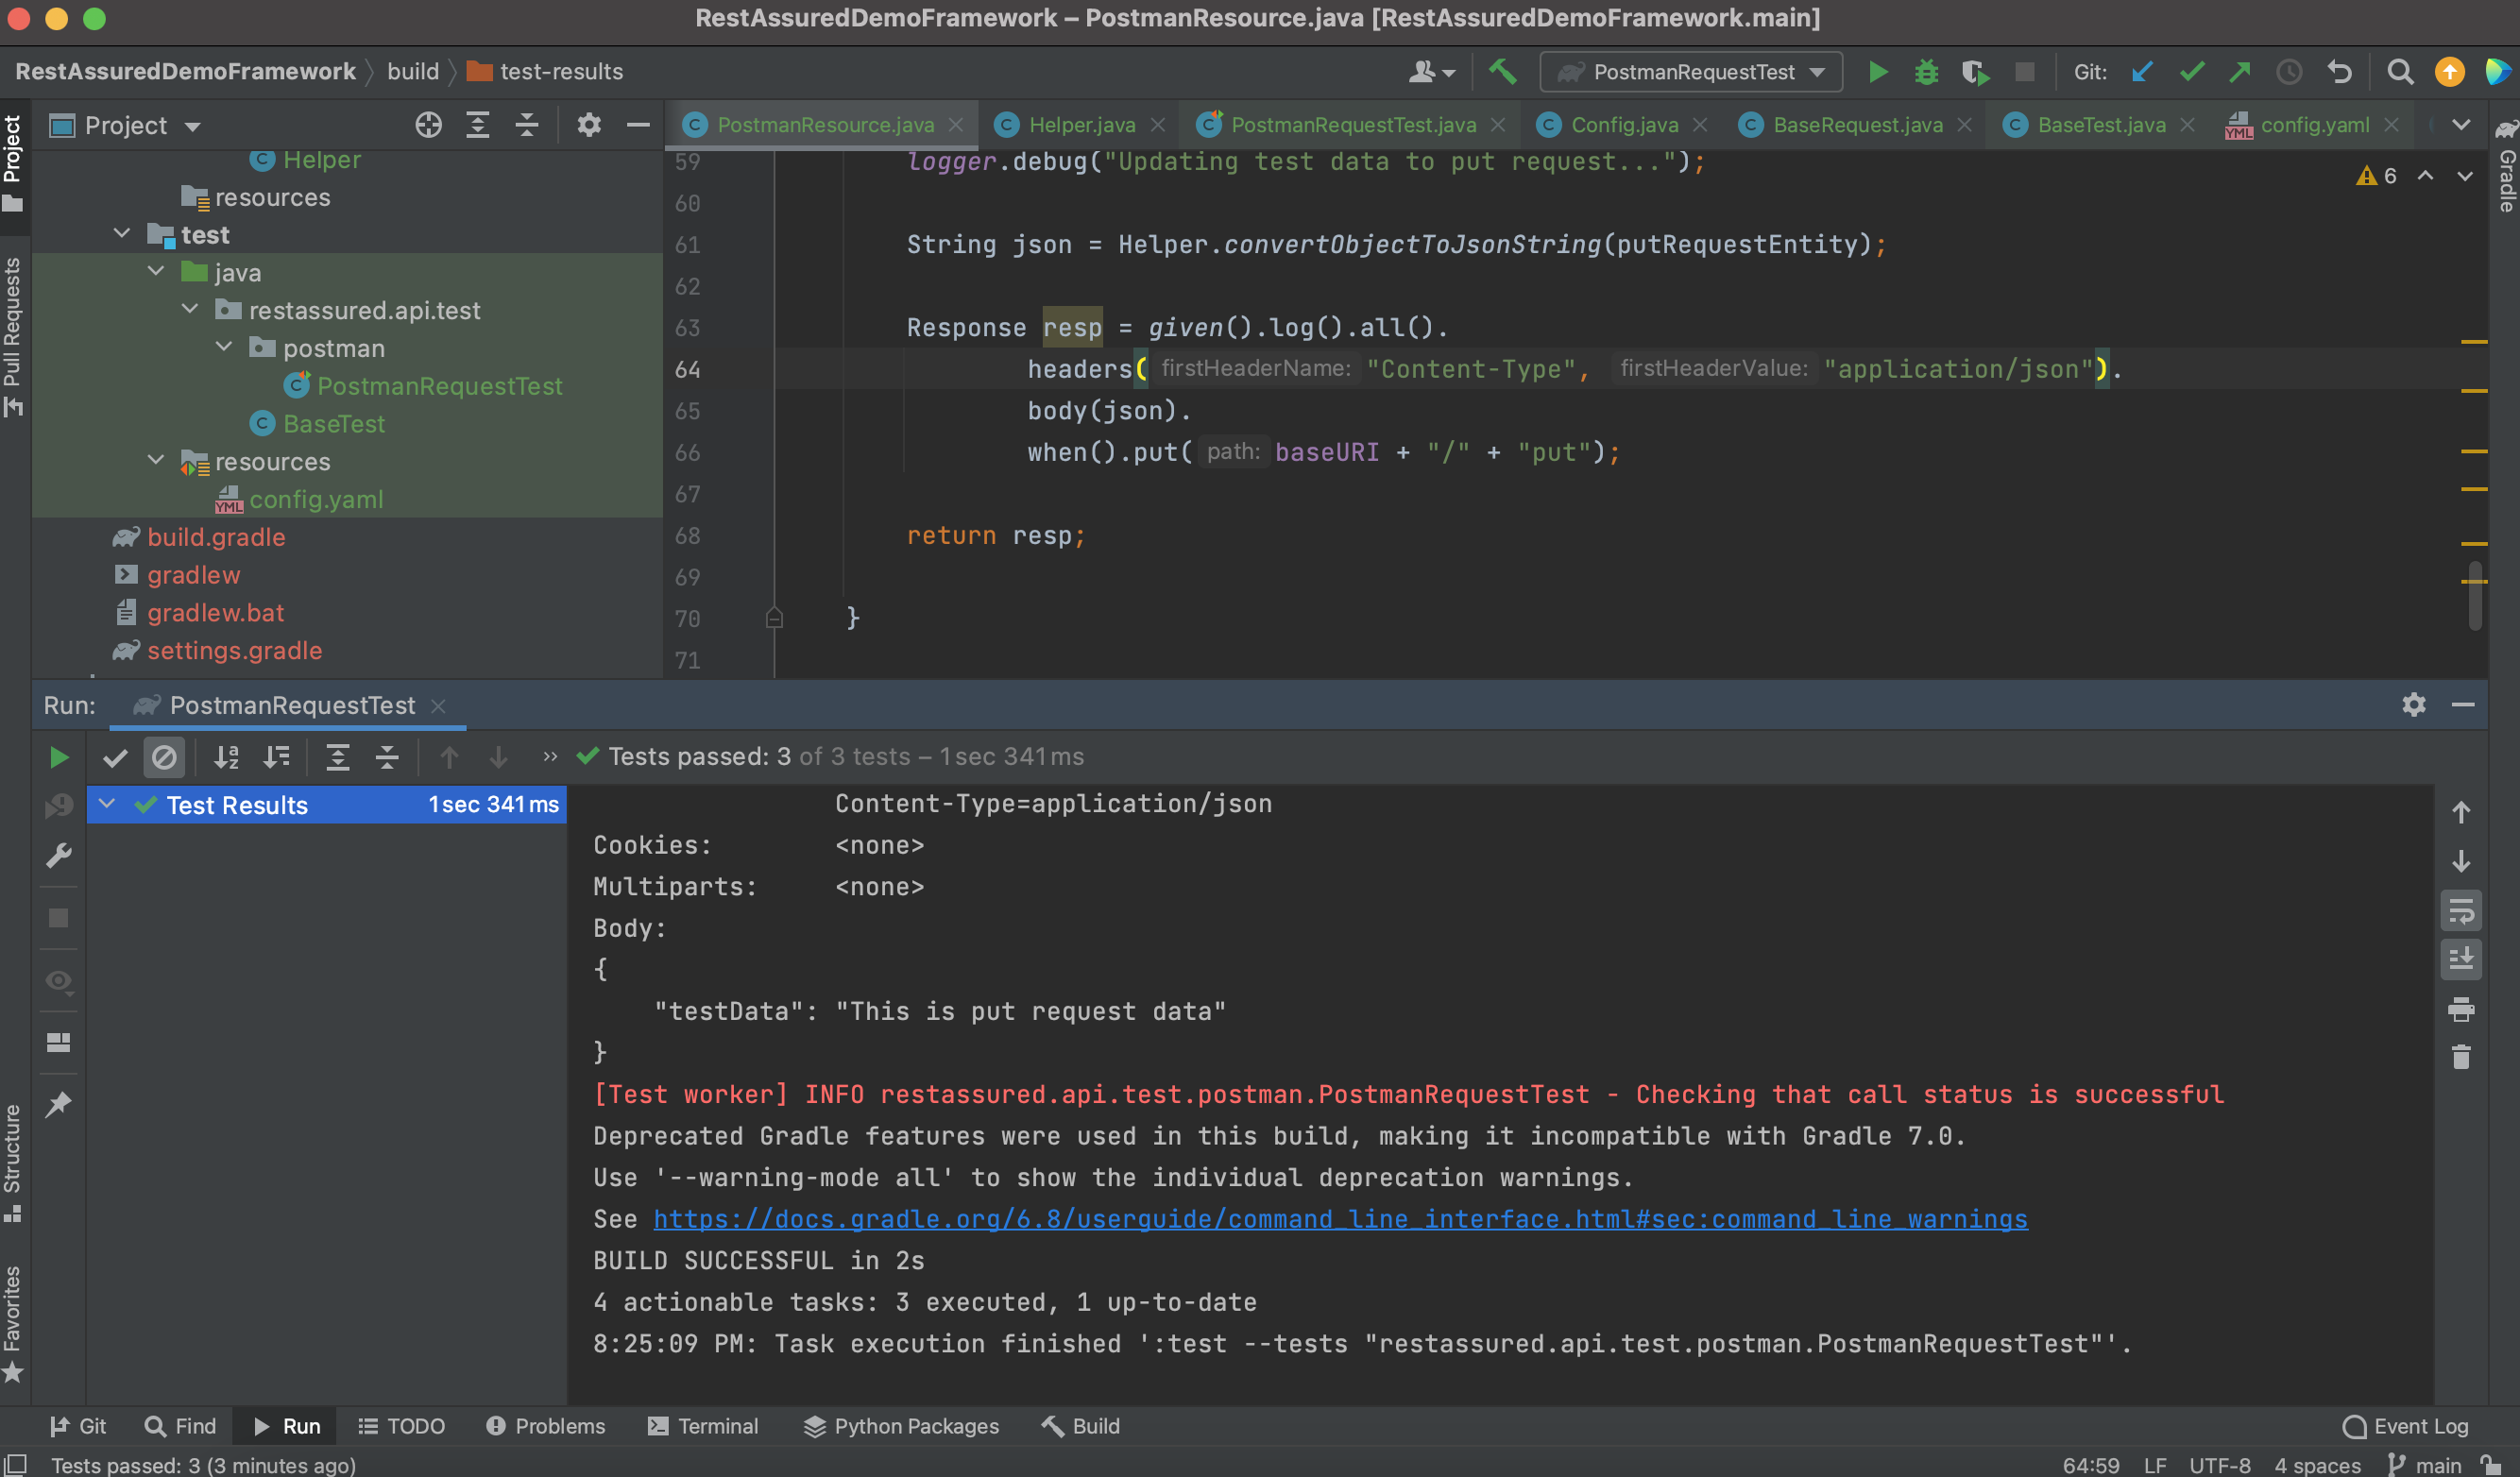 RestAssuredDemoFramework – PostmanResource.java [RestAssuredDemoFramework.main]
RestAssuredDemoFramework build test-results PostmanRequestTest Git:
Project
PostmanResource.java Helper.java PostmanRequestTest.java Config.java BaseRequest.java BaseTest.java YML config.yaml
Project
Pull Requests
Structure
Favorites
Gradle
Helper
resources
test
java
restassured.api.test
postman
PostmanRequestTest
BaseTest
resources
YML config.yaml
build.gradle
gradlew
gradlew.bat
settings.gradle
6
59 logger.debug("Updating test data to put request...");
60
61 String json = Helper.convertObjectToJsonString(putRequestEntity);
62
63 Response resp = given().log().all().
64 headers( firstHeaderName: "Content-Type", firstHeaderValue: "application/json").
65 body(json).
66 when().put( path: baseURI + "/" + "put");
67
68 return resp;
69
70 }
71
Run: PostmanRequestTest
Tests passed: 3 of 3 tests – 1 sec 341 ms
Test Results 1 sec 341 ms
Content-Type=application/json
Cookies: <none>
Multiparts: <none>
Body:
{
"testData": "This is put request data"
}
[Test worker] INFO restassured.api.test.postman.PostmanRequestTest - Checking that call status is successful
Deprecated Gradle features were used in this build, making it incompatible with Gradle 7.0.
Use '--warning-mode all' to show the individual deprecation warnings.
See https://docs.gradle.org/6.8/userguide/command_line_interface.html#sec:command_line_warnings
BUILD SUCCESSFUL in 2s
4 actionable tasks: 3 executed, 1 up-to-date
8:25:09 PM: Task execution finished ':test --tests "restassured.api.test.postman.PostmanRequestTest"'.
Git Find Run TODO Problems Terminal Python Packages Build Event Log
Tests passed: 3 (3 minutes ago) 64:59 LF UTF-8 4 spaces main